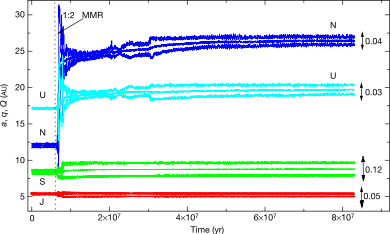 1:2 MMR
a, q, Q (AU)
30
25
20
15
10
5
U
N
S
J
N
U
0.04
0.03
0.12
0.05
0
2×10⁷
4×10⁷
6×10⁷
8×10⁷
Time (yr)